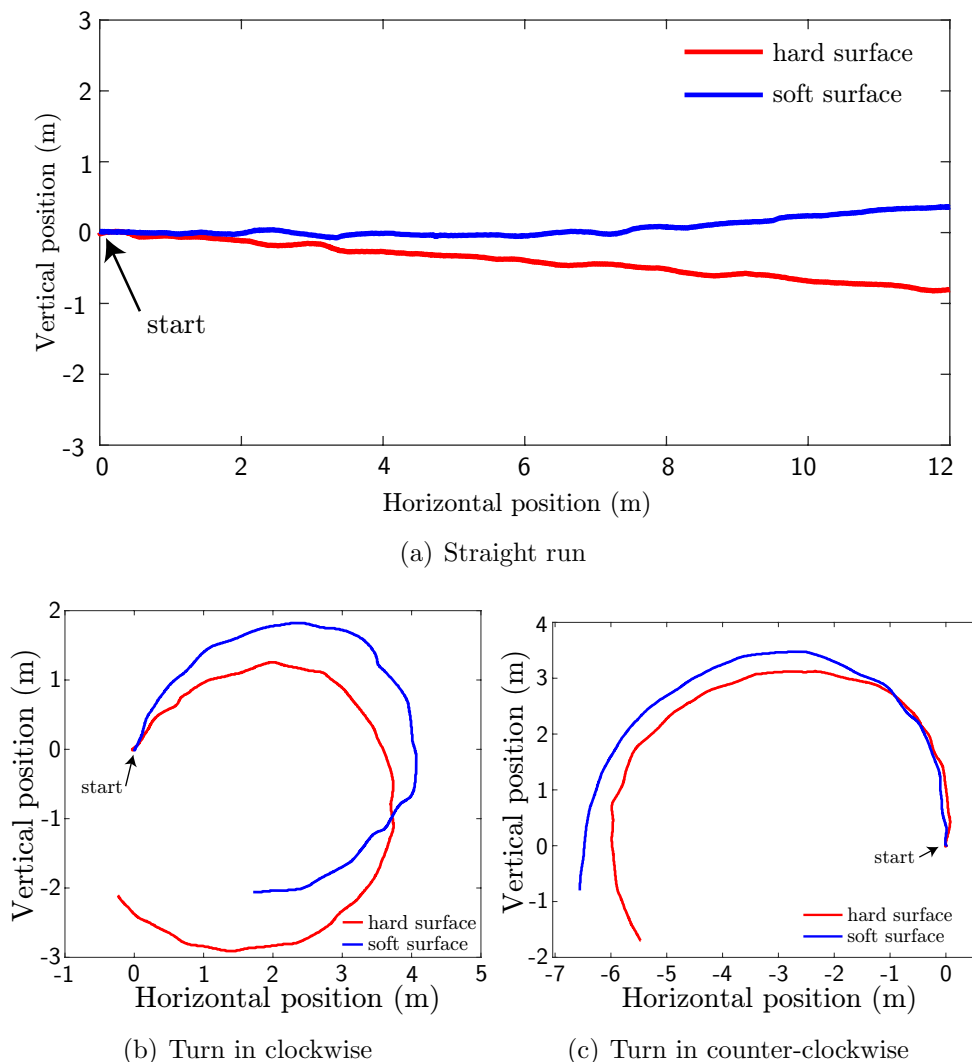 3
2
1
0
-1
-2
-3
Vertical position (m)
hard surface
soft surface
start
0 2 4 6 8 10 12
Horizontal position (m)
(a) Straight run
2
1
0
-1
-2
-3
Vertical position (m)
start
hard surface
soft surface
-1 0 1 2 3 4 5
Horizontal position (m)
(b) Turn in clockwise
4
3
2
1
0
-1
-2
Vertical position (m)
start
hard surface
soft surface
-7 -6 -5 -4 -3 -2 -1 0
Horizontal position (m)
(c) Turn in counter-clockwise